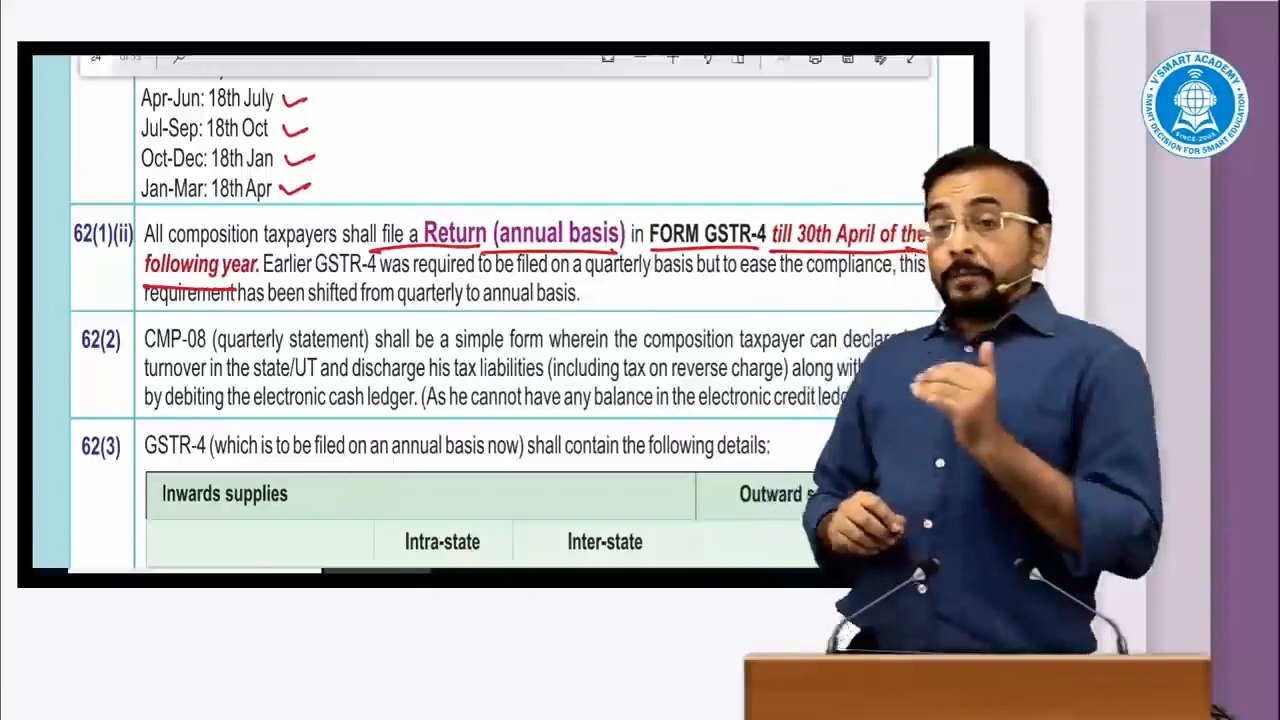 Apr-Jun: 18th July
Jul-Sep: 18th Oct
Oct-Dec: 18th Jan
Jan-Mar: 18th Apr
62(1)(ii) All composition taxpayers shall file a Return (annual basis) in FORM GSTR-4 till 30th April of the
following year. Earlier GSTR-4 was required to be filed on a quarterly basis but to ease the compliance, this
requirement has been shifted from quarterly to annual basis.
62(2) CMP-08 (quarterly statement) shall be a simple form wherein the composition taxpayer can
turnover in the state/UT and discharge his tax liabilities (including tax on reverse charge) along
by debiting the electronic cash ledger. (As he cannot have any balance in the electronic credit
62(3) GSTR-4 (which is to be filed on an annual basis now) shall contain the following details:
Inwards supplies Outward
Intra-state Inter-state
V'SMART ACADEMY
SINCE-2005
SMART DECISION FOR SMART EDUCATION